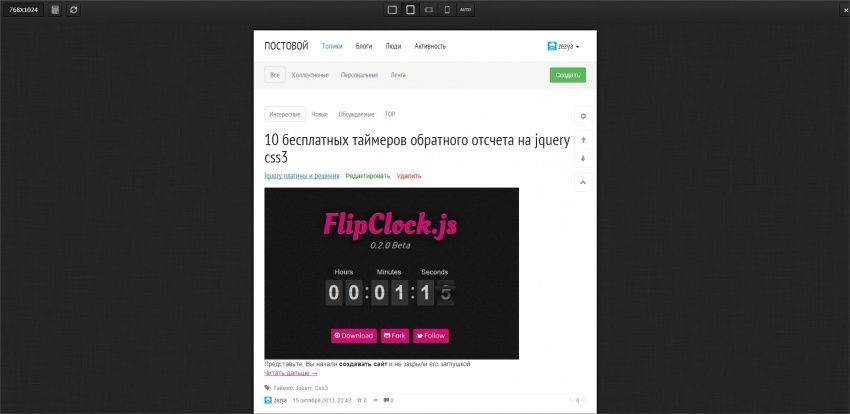 768x1024
AUTO
ПОСТОВОЙ Топики Блоги Люди Активность zezya
Все Коллективные Персональные Лента Создать
Интересные Новые Обсуждаемые TOP
10 бесплатных таймеров обратного отсчета на jquery
css3
Jquery плагины и решения Редактировать Удалить
FlipClock.js
0.2.0 Beta
Hours Minutes Seconds
00:01:1
Download Fork Follow
Представьте, Вы начали создавать сайт и не закрыли его заглушкой.
Читать дальше →
Таймер, Jquery, Css3
zezya 15 октября 2013, 22:43 0 0 0